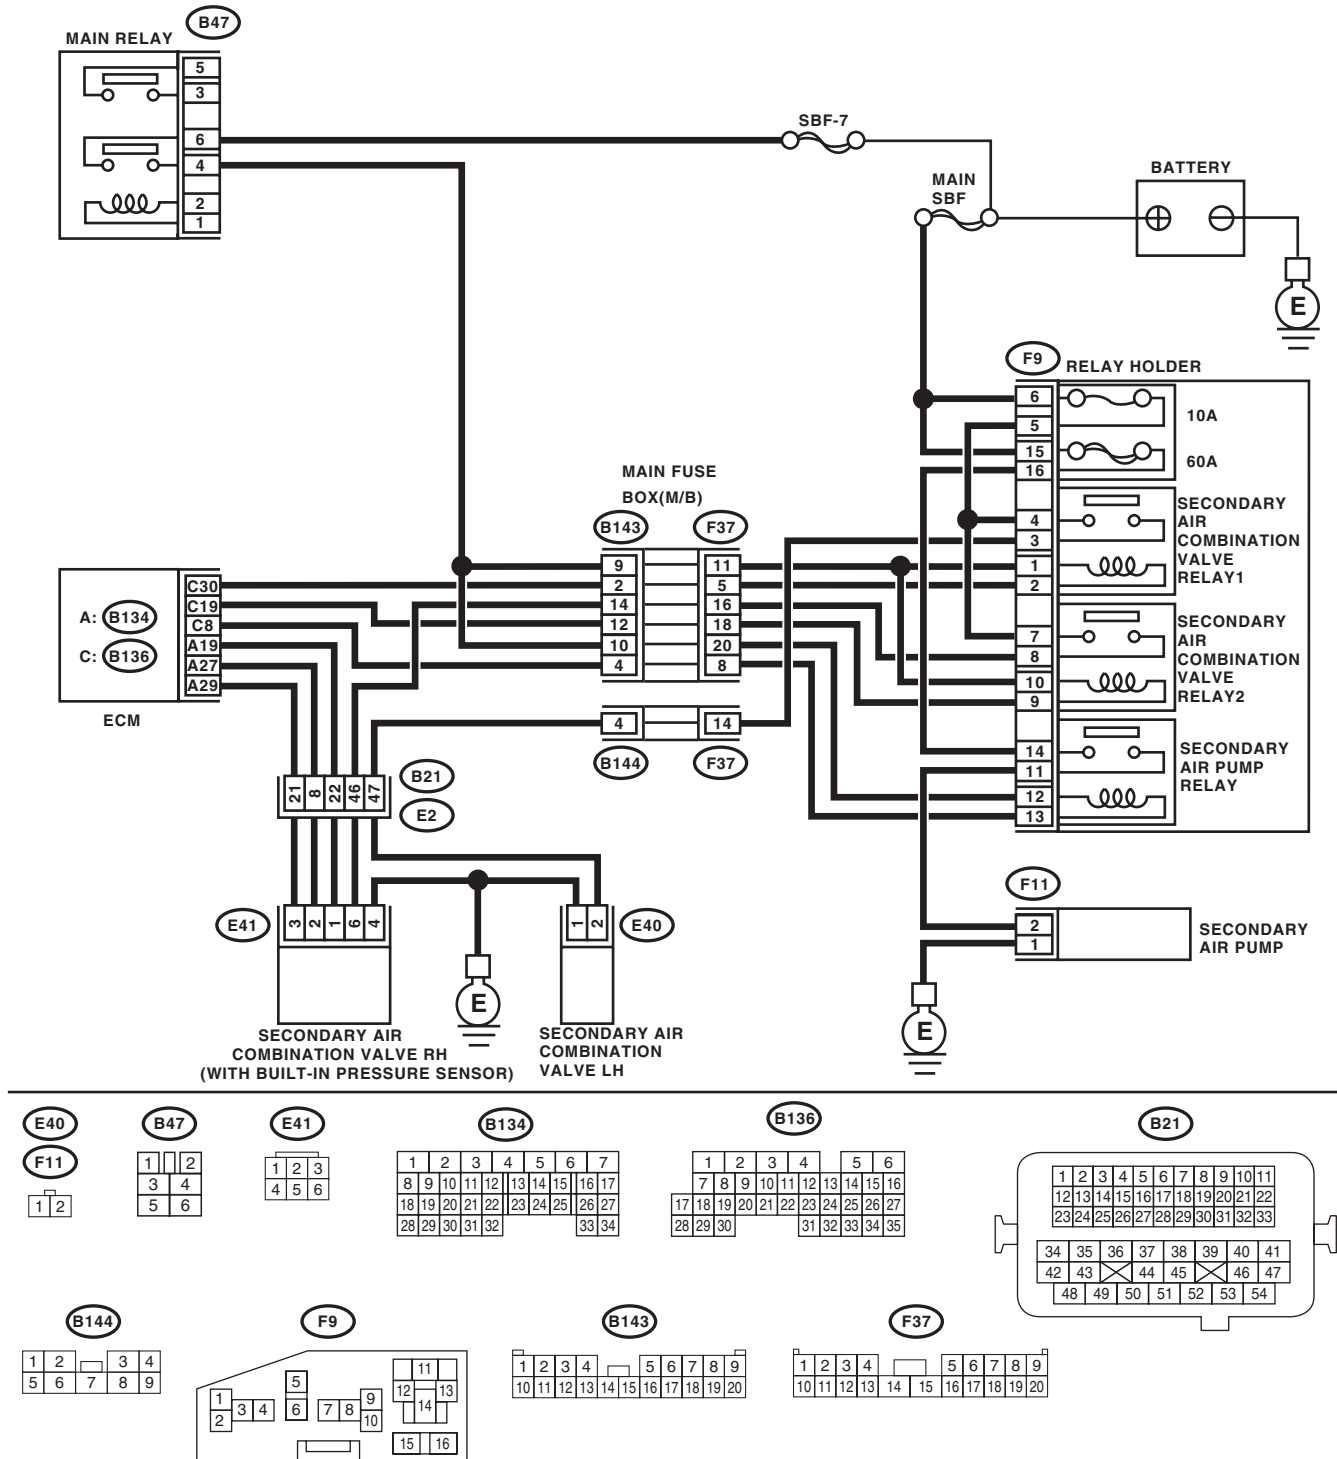 B47
MAIN RELAY
5
3
6
4
2
1
SBF-7
MAIN
SBF
BATTERY
E
F9
RELAY HOLDER
6
5
15
16
4
3
1
2
7
8
10
9
14
11
12
13
10A
60A
SECONDARY
AIR
COMBINATION
VALVE
RELAY1
SECONDARY
AIR
COMBINATION
VALVE
RELAY2
SECONDARY
AIR PUMP
RELAY
MAIN FUSE
BOX(M/B)
B143 F37
9 11
2 5
14 16
12 18
10 20
4 8
4 14
B144 F37
A: B134
C: B136
C30
C19
C8
A19
A27
A29
ECM
21 8 22 46 47
B21
E2
E41
3 2 1 6 4
1 2
E40
E
SECONDARY AIR
COMBINATION VALVE RH
(WITH BUILT-IN PRESSURE SENSOR)
SECONDARY AIR
COMBINATION
VALVE LH
F11
2
1
SECONDARY
AIR PUMP
E
E40
F11
1 2
B47
1 2
3 4
5 6
E41
1 2 3
4 5 6
B134
1 2 3 4 5 6 7
8 9 10 11 12 13 14 15 16 17
18 19 20 21 22 23 24 25 26 27
28 29 30 31 32 33 34
B136
1 2 3 4 5 6
7 8 9 10 11 12 13 14 15 16
17 18 19 20 21 22 23 24 25 26 27
28 29 30 31 32 33 34 35
B21
1 2 3 4 5 6 7 8 9 10 11
12 13 14 15 16 17 18 19 20 21 22
23 24 25 26 27 28 29 30 31 32 33
34 35 36 37 38 39 40 41
42 43 44 45 46 47
48 49 50 51 52 53 54
B144
1 2 3 4
5 6 7 8 9
F9
1
2
3 4
5
6
7 8
9
10
11
12 13
14
15 16
B143
1 2 3 4 5 6 7 8 9
10 11 12 13 14 15 16 17 18 19 20
F37
1 2 3 4 5 6 7 8 9
10 11 12 13 14 15 16 17 18 19 20